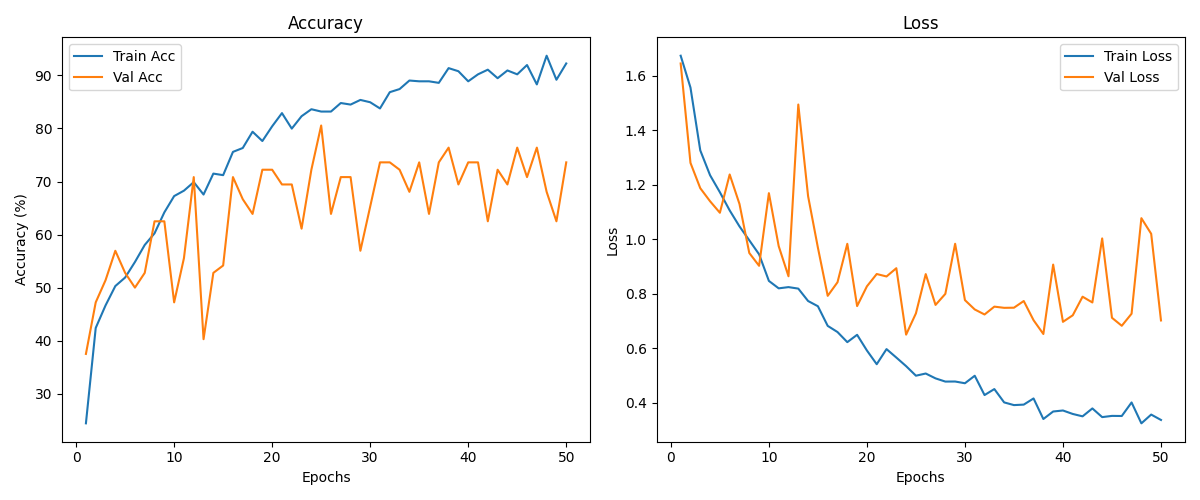 Accuracy
Train Acc
Val Acc
Accuracy (%)
90
80
70
60
50
40
30
0 10 20 30 40 50
Epochs
Loss
Train Loss
Val Loss
Loss
1.6
1.4
1.2
1.0
0.8
0.6
0.4
0 10 20 30 40 50
Epochs